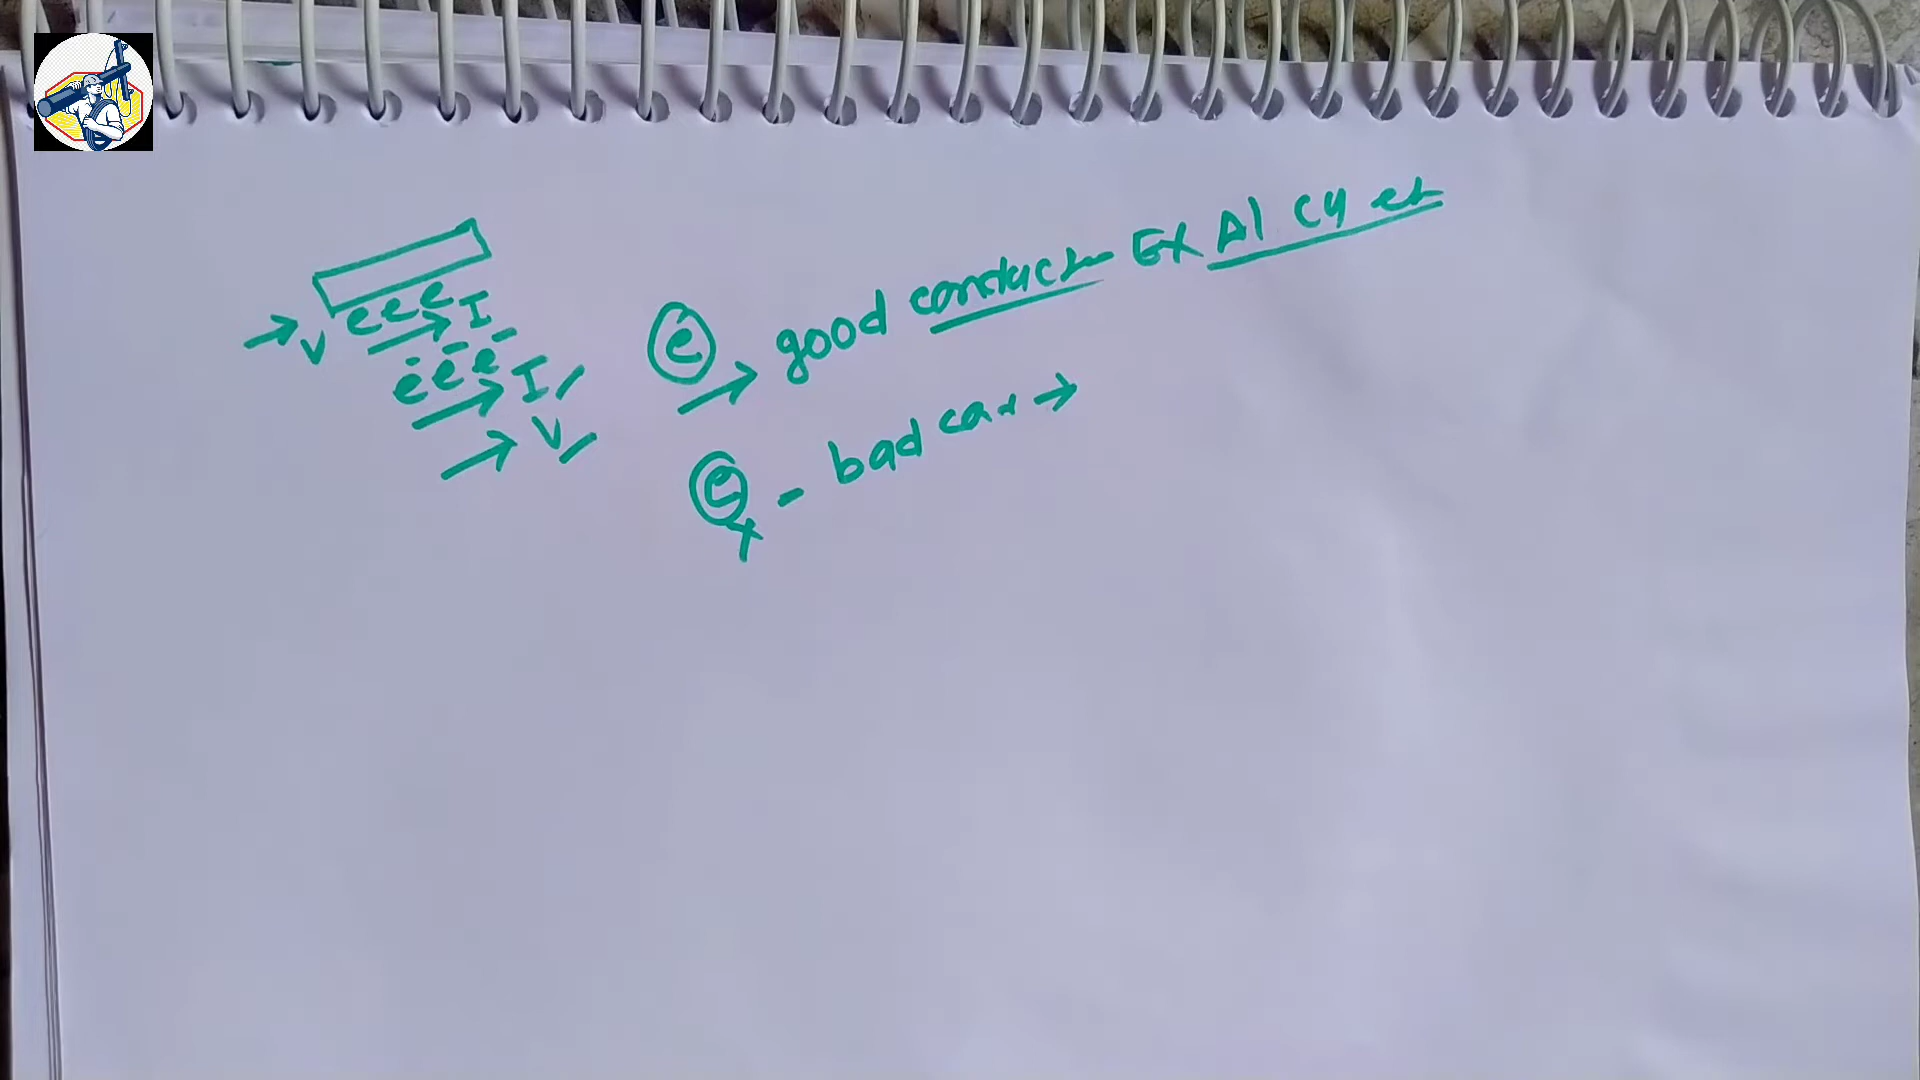 → V e e e I
→
e e e I
→ V
e → good conductor EX Al Cu etc
e x - bad con →